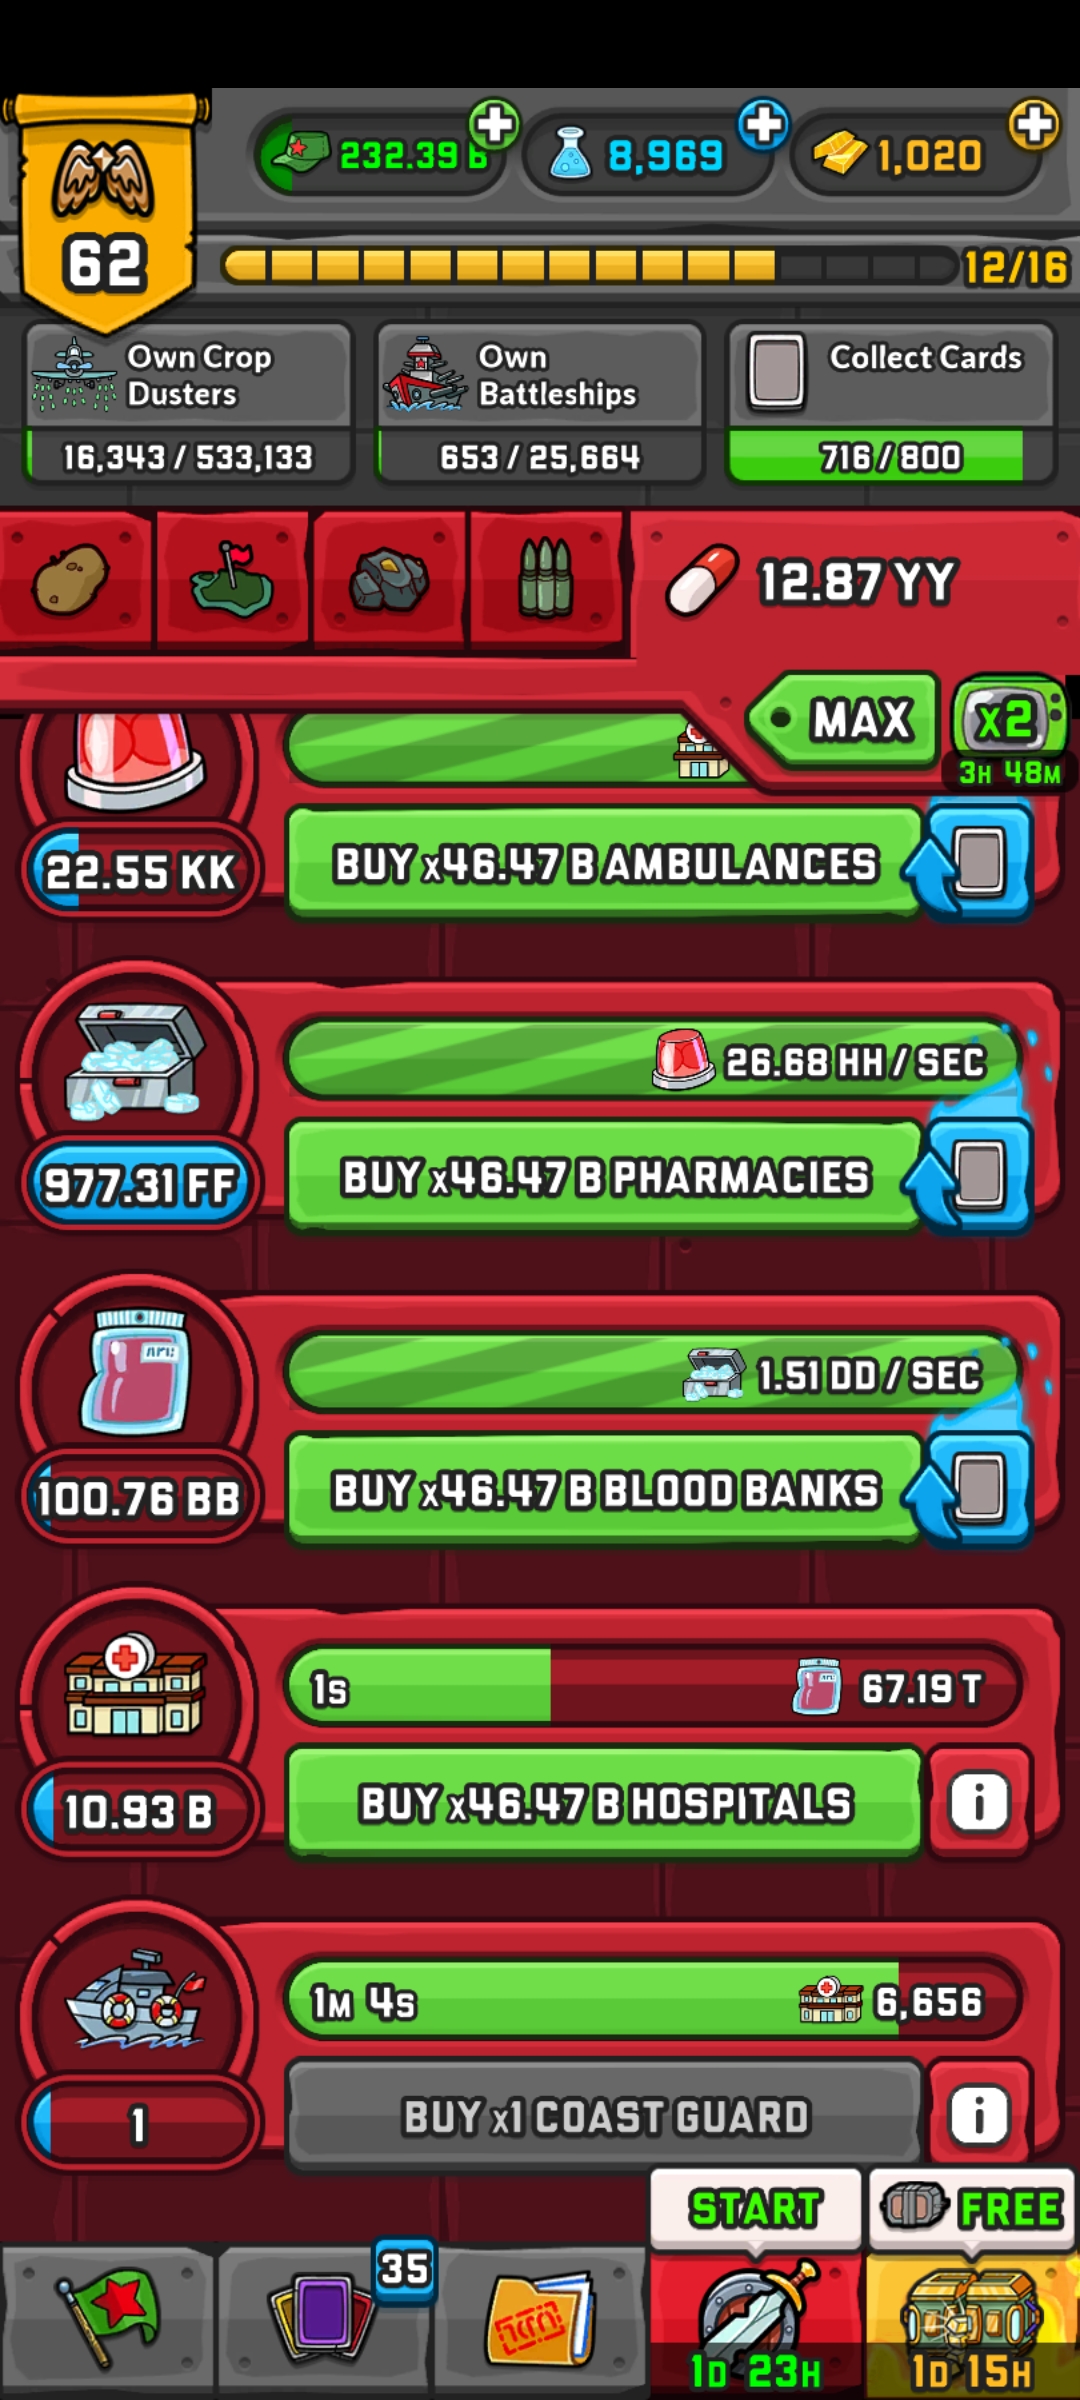 232.39 B
8,969
1,020
62
12/16
Own Crop
Dusters
16,343 / 533,133
Own
Battleships
653 / 25,664
Collect Cards
716 / 800
12.87 YY
MAX
x2
3H 48M
22.55 KK
BUY x46.47 B AMBULANCES
26.68 HH / SEC
977.31 FF
BUY x46.47 B PHARMACIES
1.51 DD / SEC
100.76 BB
BUY x46.47 B BLOOD BANKS
1S
67.19 T
10.93 B
BUY x46.47 B HOSPITALS
i
1M 4S
6,656
1
BUY x1 COAST GUARD
i
START
FREE
35
1D 23H
1D 15H